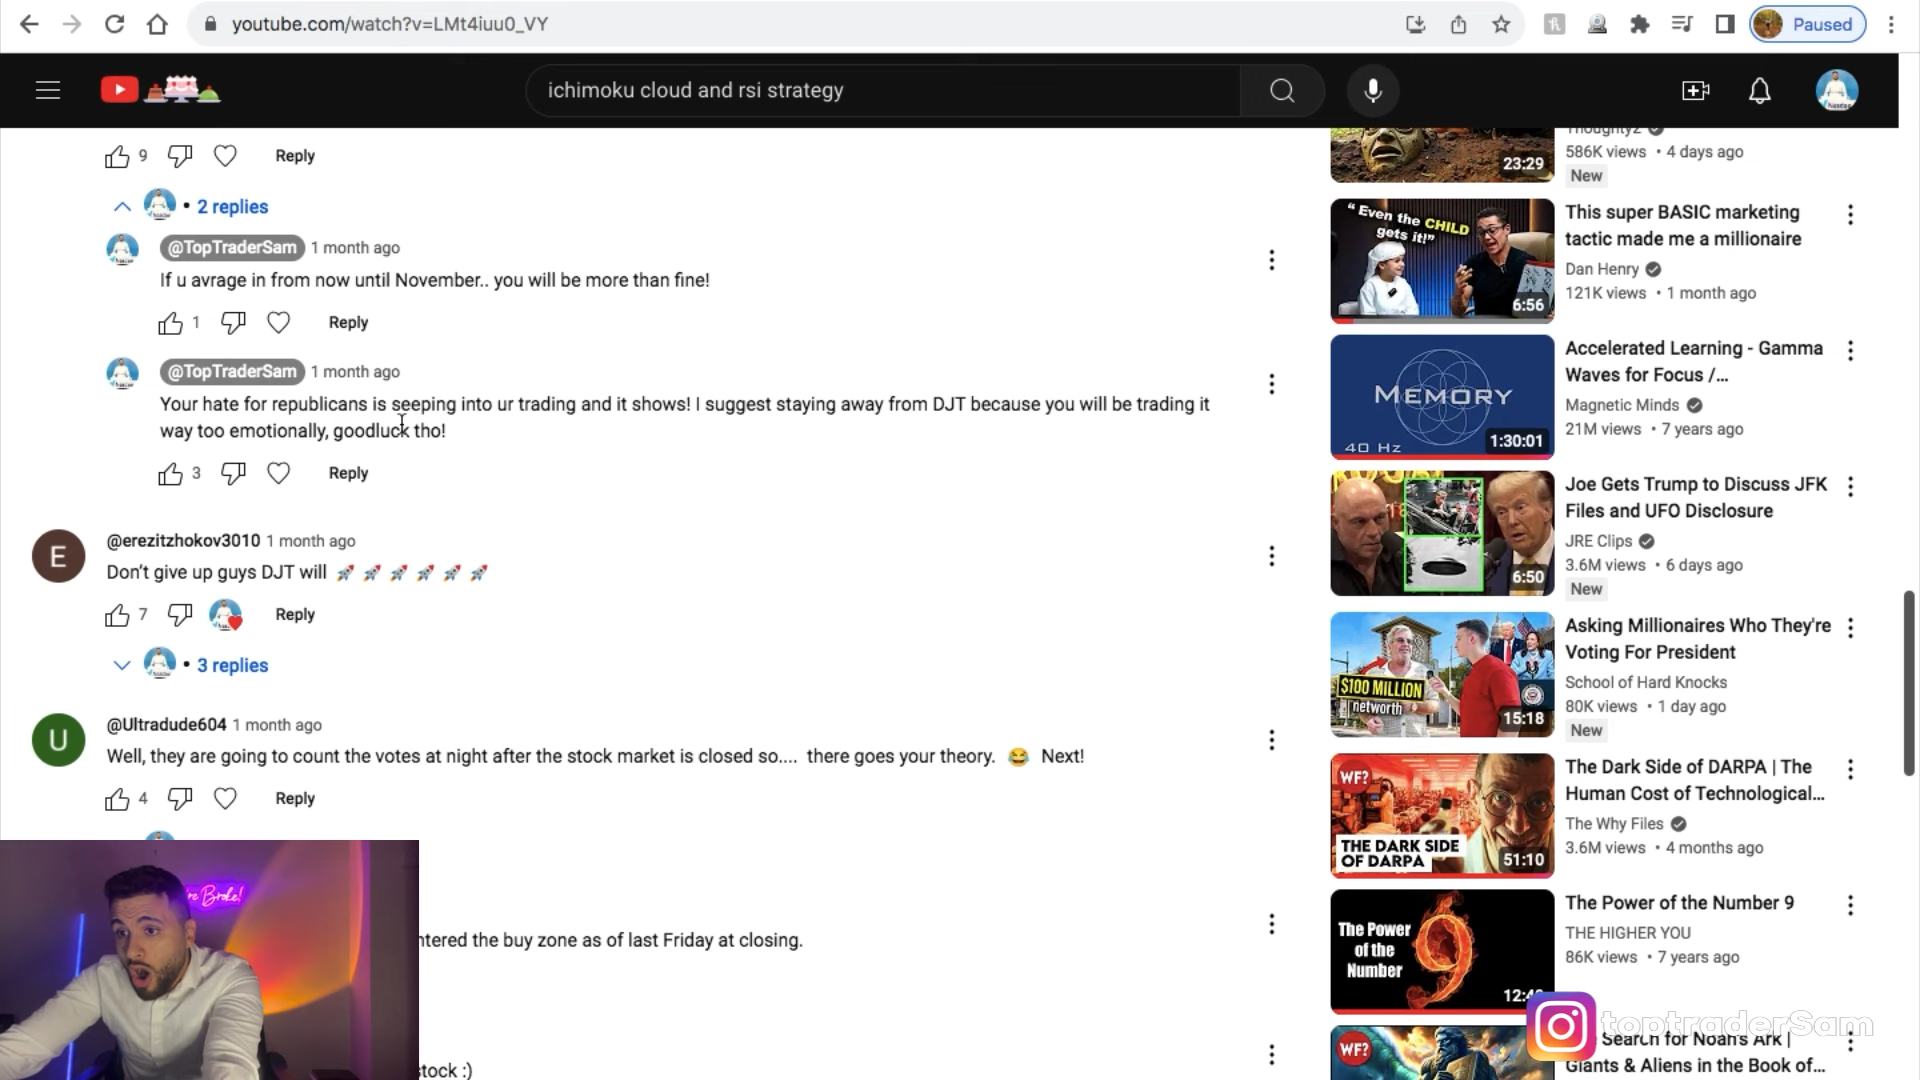 youtube.com/watch?v=LMt4iuu0_VY
Paused
ichimoku cloud and rsi strategy
9
Reply
• 2 replies
@TopTraderSam 1 month ago
If u avrage in from now until November.. you will be more than fine!
1
Reply
@TopTraderSam 1 month ago
Your hate for republicans is seeping into ur trading and it shows! I suggest staying away from DJT because you will be trading it
way too emotionally, goodluck tho!
3
Reply
E
@erezitzhokov3010 1 month ago
Don't give up guys DJT will 🚀 🚀 🚀 🚀 🚀 🚀
7
Reply
• 3 replies
U
@Ultradude604 1 month ago
Well, they are going to count the votes at night after the stock market is closed so.... there goes your theory. 😂 Next!
4
Reply
ntered the buy zone as of last Friday at closing.
stock :)
re Broke!
Thoughty2
586K views • 4 days ago
New
23:29
"Even the CHILD
gets it!"
6:56
This super BASIC marketing
tactic made me a millionaire
Dan Henry
121K views • 1 month ago
MEMORY
40 Hz
1:30:01
Accelerated Learning - Gamma
Waves for Focus /...
Magnetic Minds
21M views • 7 years ago
6:50
Joe Gets Trump to Discuss JFK
Files and UFO Disclosure
JRE Clips
3.6M views • 6 days ago
New
$100 MILLION
networth
15:18
Asking Millionaires Who They're
Voting For President
School of Hard Knocks
80K views • 1 day ago
New
WF?
THE DARK SIDE
OF DARPA
51:10
The Dark Side of DARPA | The
Human Cost of Technological...
The Why Files
3.6M views • 4 months ago
The Power
of the
Number
9
The Power of the Number 9
THE HIGHER YOU
86K views • 7 years ago
WF?
toptraderSam
Search for Noah's Ark |
Giants & Aliens in the Book of...